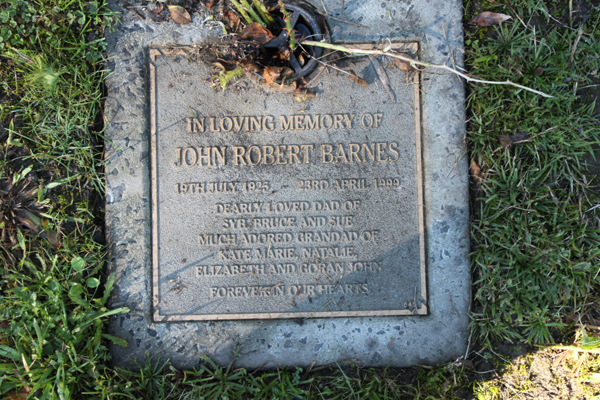 IN LOVING MEMORY OF
JOHN ROBERT BARNES
19TH JULY 1925 - 23RD APRIL 1999
DEARLY LOVED DAD OF
SYB, BRUCE AND SUE
MUCH ADORED GRANDAD OF
KATE MARIE, NATALIE,
ELIZABETH AND GORAN JOHN
FOREVER IN OUR HEARTS